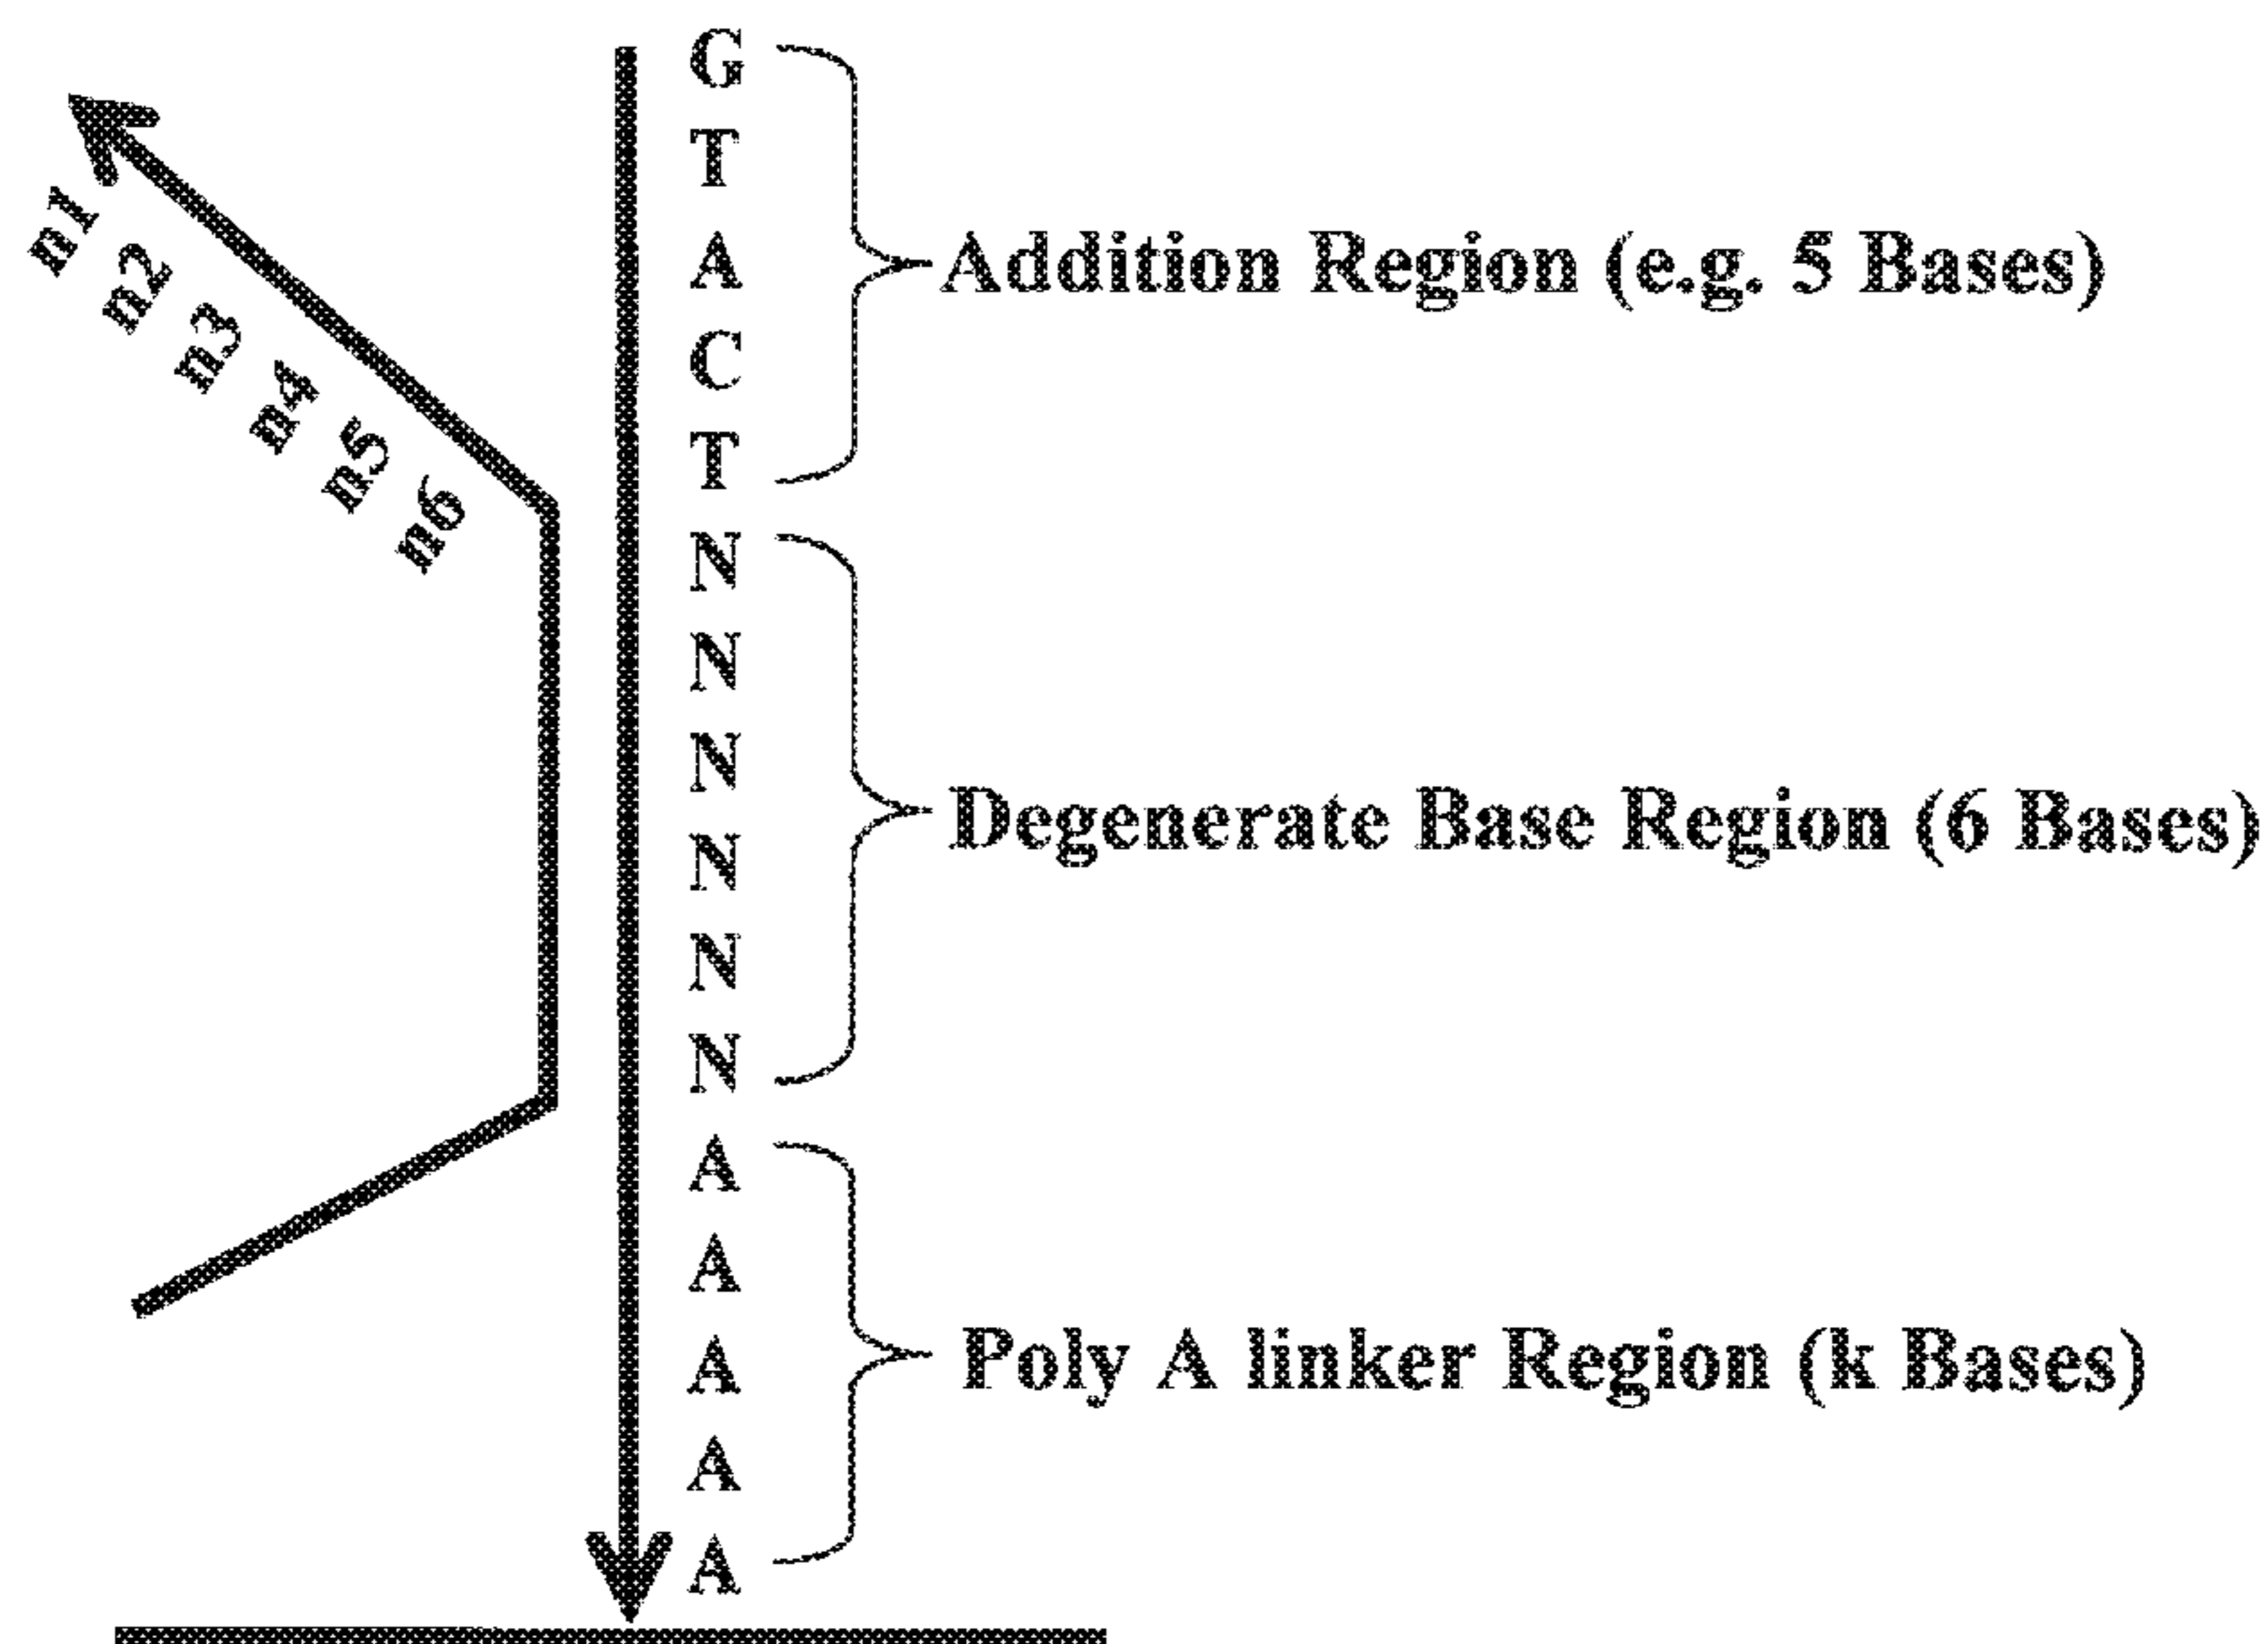 G
T
A
C
T
Addition Region (e.g. 5 Bases)
n1 n2 n3 n4 n5 n6
N
N
N
N
N
N
Degenerate Base Region (6 Bases)
A
A
A
A
A
Poly A linker Region (k Bases)